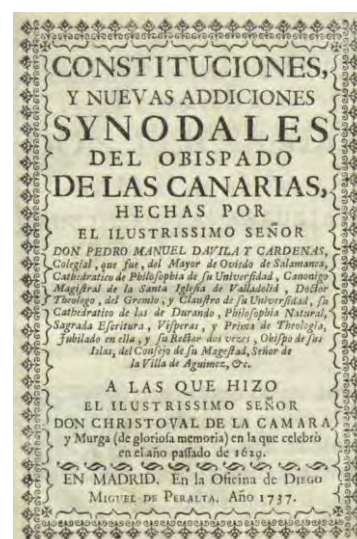 CONSTITUCIONES,
Y NUEVAS ADDICIONES
SYNODALES
DEL OBISPADO
DE LAS CANARIAS,
HECHAS POR
EL ILUSTRISSIMO SEÑOR
DON PEDRO MANUEL DAVILA Y CARDENAS,
Colegial, que fue, del Mayor de Oviedo de Salamanca,
Cathedratico de Philosophia de su Universidad, Canonigo
Magistral de la Santa Iglesia de Valladolid, Doctor
Theologo, del Gremio, y Claustro de su Universidad, su
Cathedratico de las de Durando, Philosophia Natural,
Sagrada Escritura, Visperas, y Prima de Theologia,
Jubilado en ella, y su Rector dos veces, Obispo de sus
Islas, del Consejo de su Magestad, Señor de
la Villa de Aguimez, &c.
A LAS QUE HIZO
EL ILUSTRISSIMO SEÑOR
DON CHRISTOVAL DE LA CAMARA
y Murga (de gloriosa memoria) en la que celebrò
en el año passado de 1629.
EN MADRID. En la Oficina de DIEGO
MIGUEL DE PERALTA, Año 1737.